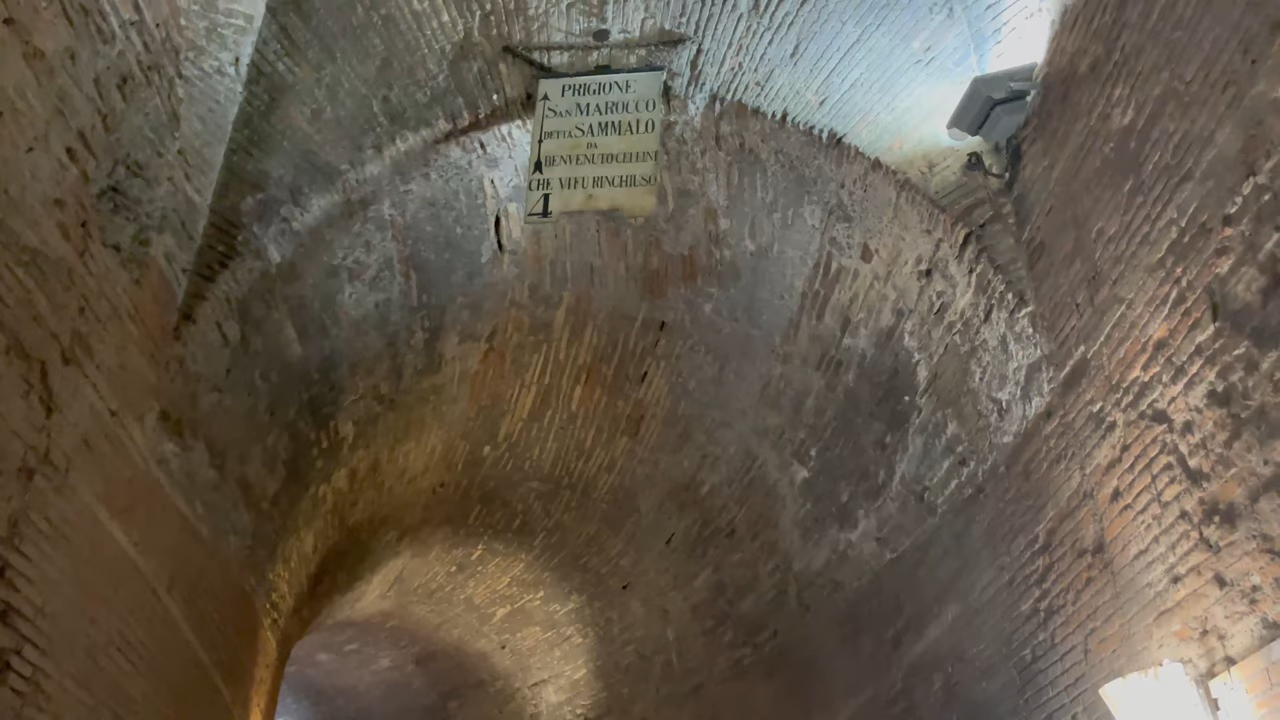 PRIGIONE
SAN MAROCCO
DETTA SAMMALO
DA
BENVENUTO CELLINI
CHE VI FU RINCHIUSO
4